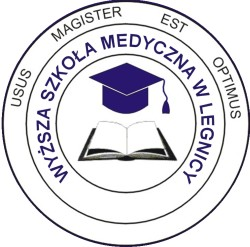 USUS MAGISTER EST OPTIMUS
WYŻSZA SZKOŁA MEDYCZNA W LEGNICY